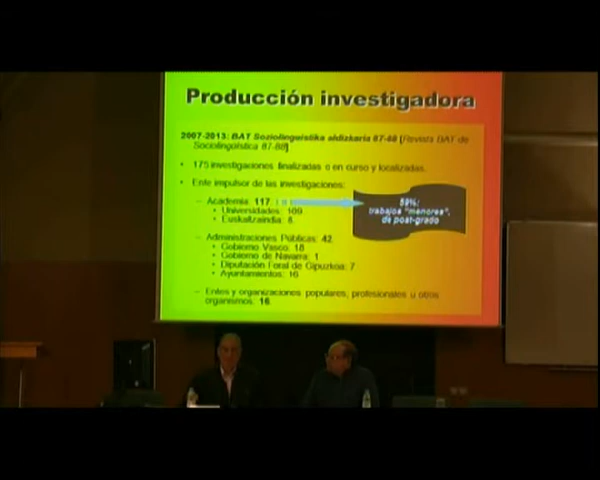 Producción investigadora
2007-2013: BAT Soziolinguistika aldizkaria 87-88 [Revista BAT de
Soziolingüística 87-88]
• 175 investigaciones finalizadas o en curso y localizadas.
• Ente impulsor de las investigaciones:
– Academia 117,
• Universidades: 109
• Euskaltzaindia: 8.
59%:
trabajos "menores",
de post-grado
– Administraciones Públicas: 42
• Gobierno Vasco: 18
• Gobierno de Navarra: 1
• Diputación Foral de Gipuzkoa: 7
• Ayuntamientos: 16
– Entes y organizaciones populares, profesionales u otros
organismos: 16.